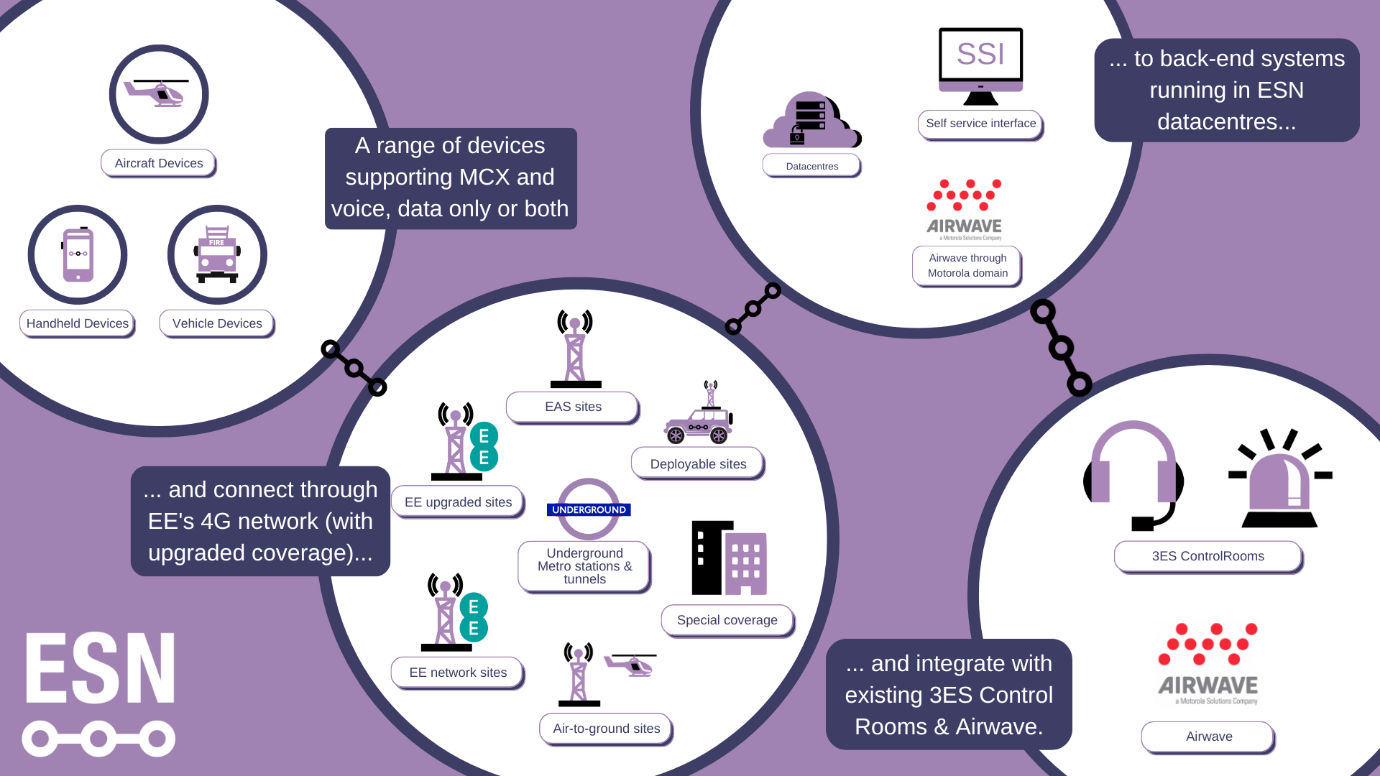 Aircraft Devices
FIRE
Handheld Devices
Vehicle Devices
A range of devices
supporting MCX and
voice, data only or both
... and connect through
EE's 4G network (with
upgraded coverage)...
EAS sites
E
E
EE upgraded sites
Deployable sites
UNDERGROUND
Underground
Metro stations &
tunnels
Special coverage
E
E
EE network sites
Air-to-ground sites
SSI
Self service interface
Datacentres
AIRWAVE
a Motorola Solutions Company
Airwave through
Motorola domain
... to back-end systems
running in ESN
datacentres...
3ES ControlRooms
AIRWAVE
a Motorola Solutions Company
Airwave
... and integrate with
existing 3ES Control
Rooms & Airwave.
ESN